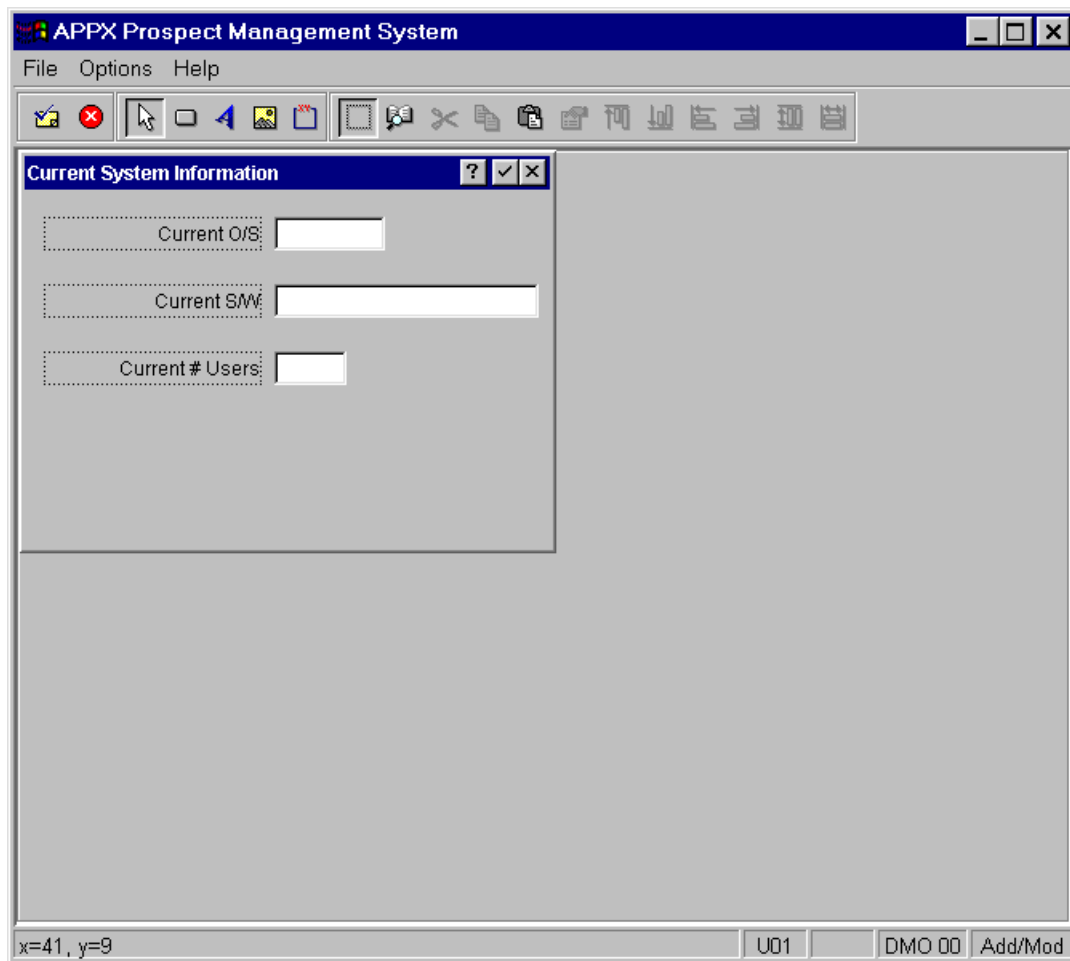 APPX Prospect Management System
File Options Help
Current System Information
Current O/S
Current S/W
Current # Users
x=41, y=9 U01 DMO 00 Add/Mod